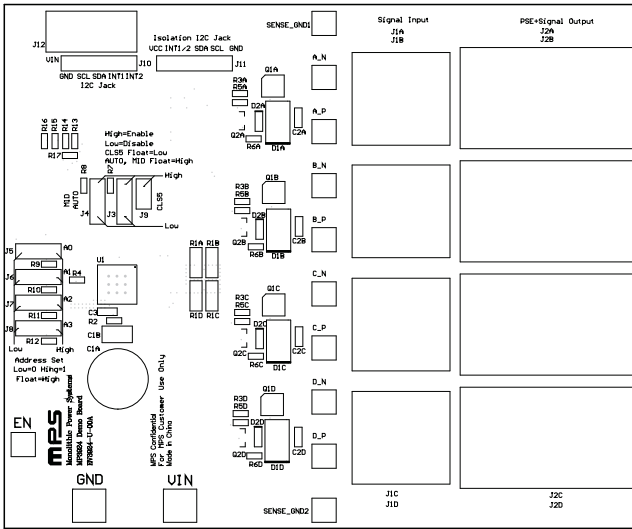 J12
VIN
J10
GND SCL SDA INT1 INT2
I2C Jack
Isolation I2C Jack
VCC INT1/2 SDA SCL GND
J11
SENSE_GND1
Signal Input
J1A
J1B
PSE+Signal Output
J2A
J2B
R16
R15
R14
R13
R17
High=Enable
Low=Disable
CLS5 Float=Low
AUTO, MID Float=High
R8
R7
High
MID
AUTO
J4
J3
J9
CLS5
Low
J5
A0
R9
J6
A1
R4
R10
J7
A2
R11
J8
A3
R12
Low
High
Address Set
Low=0 Hihg=1
Float=High
U1
C3
R2
C1B
C1A
R1A
R1B
R1D
R1C
Q1A
R3A
R5A
D2A
Q2A
C2A
R6A
D1A
A_N
A_P
Q1B
R3B
R5B
D2B
Q2B
C2B
R6B
D1B
B_N
B_P
Q1C
R3C
R5C
D2C
Q2C
C2C
R6C
D1C
C_N
C_P
Q1D
R3D
R5D
D2D
Q2D
C2D
R6D
D1D
D_N
D_P
EN
mps
Monolithic Power Systems
MP3924 Demo Board
EV3924-U-00A
MPS Confidential
For MPS Customer Use Only
Made in China
GND
VIN
SENSE_GND2
J1C
J1D
J2C
J2D